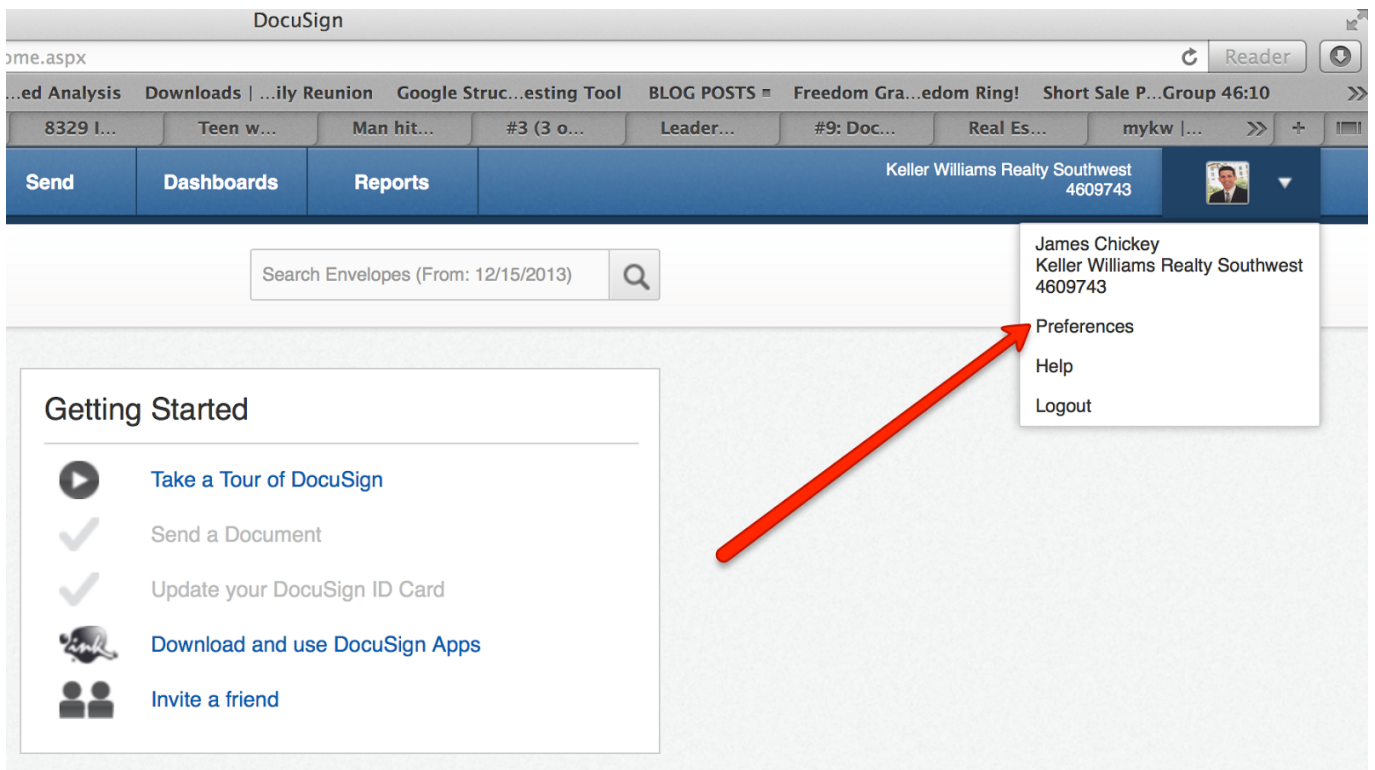 DocuSign
ome.aspx
Reader
...ed Analysis Downloads | ...ily Reunion Google Struc...esting Tool BLOG POSTS Freedom Gra...edom Ring! Short Sale P...Group 46:10
8329 I... Teen w... Man hit... #3 (3 o... Leader... #9: Doc... Real Es... mykw |...
Send Dashboards Reports
Keller Williams Realty Southwest
4609743
James Chickey
Keller Williams Realty Southwest
4609743
Search Envelopes (From: 12/15/2013)
Preferences
Help
Logout
Getting Started
Take a Tour of DocuSign
Send a Document
Update your DocuSign ID Card
ink
Download and use DocuSign Apps
Invite a friend